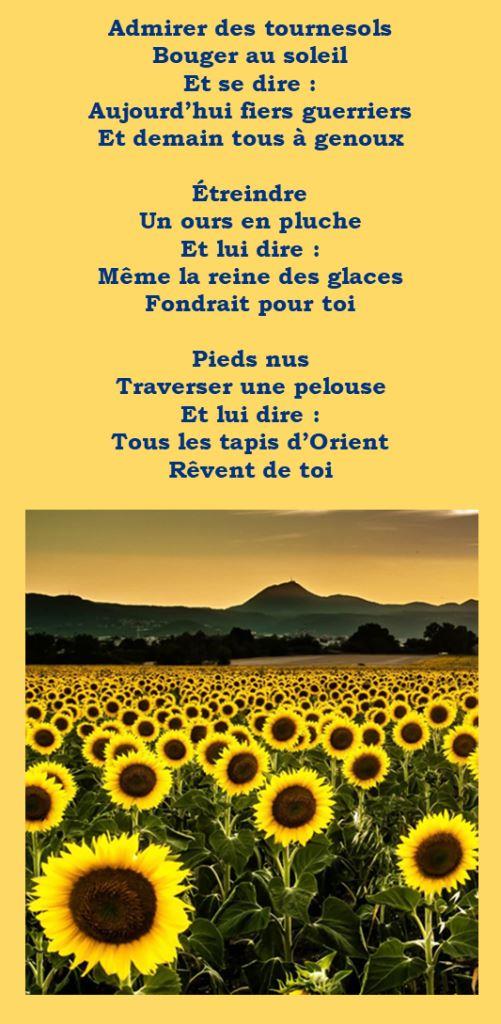 Admirer des tournesols
Bouger au soleil
Et se dire :
Aujourd’hui fiers guerriers
Et demain tous à genoux
Étreindre
Un ours en pluche
Et lui dire :
Même la reine des glaces
Fondrait pour toi
Pieds nus
Traverser une pelouse
Et lui dire :
Tous les tapis d’Orient
Rêvent de toi